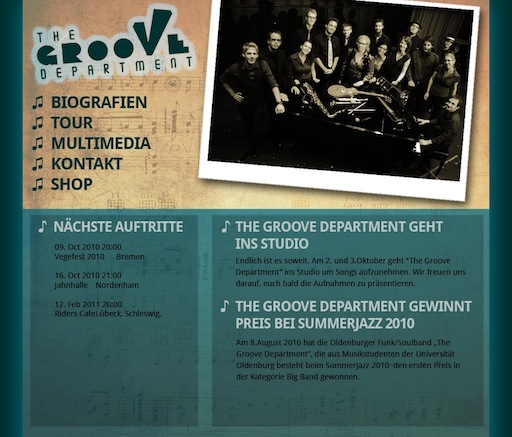 THE
GROOVE
DEPARTMENT
BIOGRAFIEN
TOUR
MULTIMEDIA
KONTAKT
SHOP
NÄCHSTE AUFTRITTE
09. Oct 2010 20:00
Vegefest 2010 Bremen
16. Oct 2010 21:00
Jahnhalle Nordenham
12. Feb 2011 20:00
Riders CafeLübeck, Schleswig,
THE GROOVE DEPARTMENT GEHT
INS STUDIO
Endlich ist es soweit. Am 2. und 3.Oktober geht "The Groove
Department" ins Studio um Songs aufzunehmen. Wir freuen uns
darauf, euch bald die Aufnahmen zu präsentieren.
THE GROOVE DEPARTMENT GEWINNT
PREIS BEI SUMMERJAZZ 2010
Am 8.August 2010 hat die Oldenburger Funk/Soulband „The
Groove Department", die aus Musikstudenten der Universität
Oldenburg besteht beim Summerjazz 2010 den ersten Preis in
der Kategorie Big Band gewonnen.